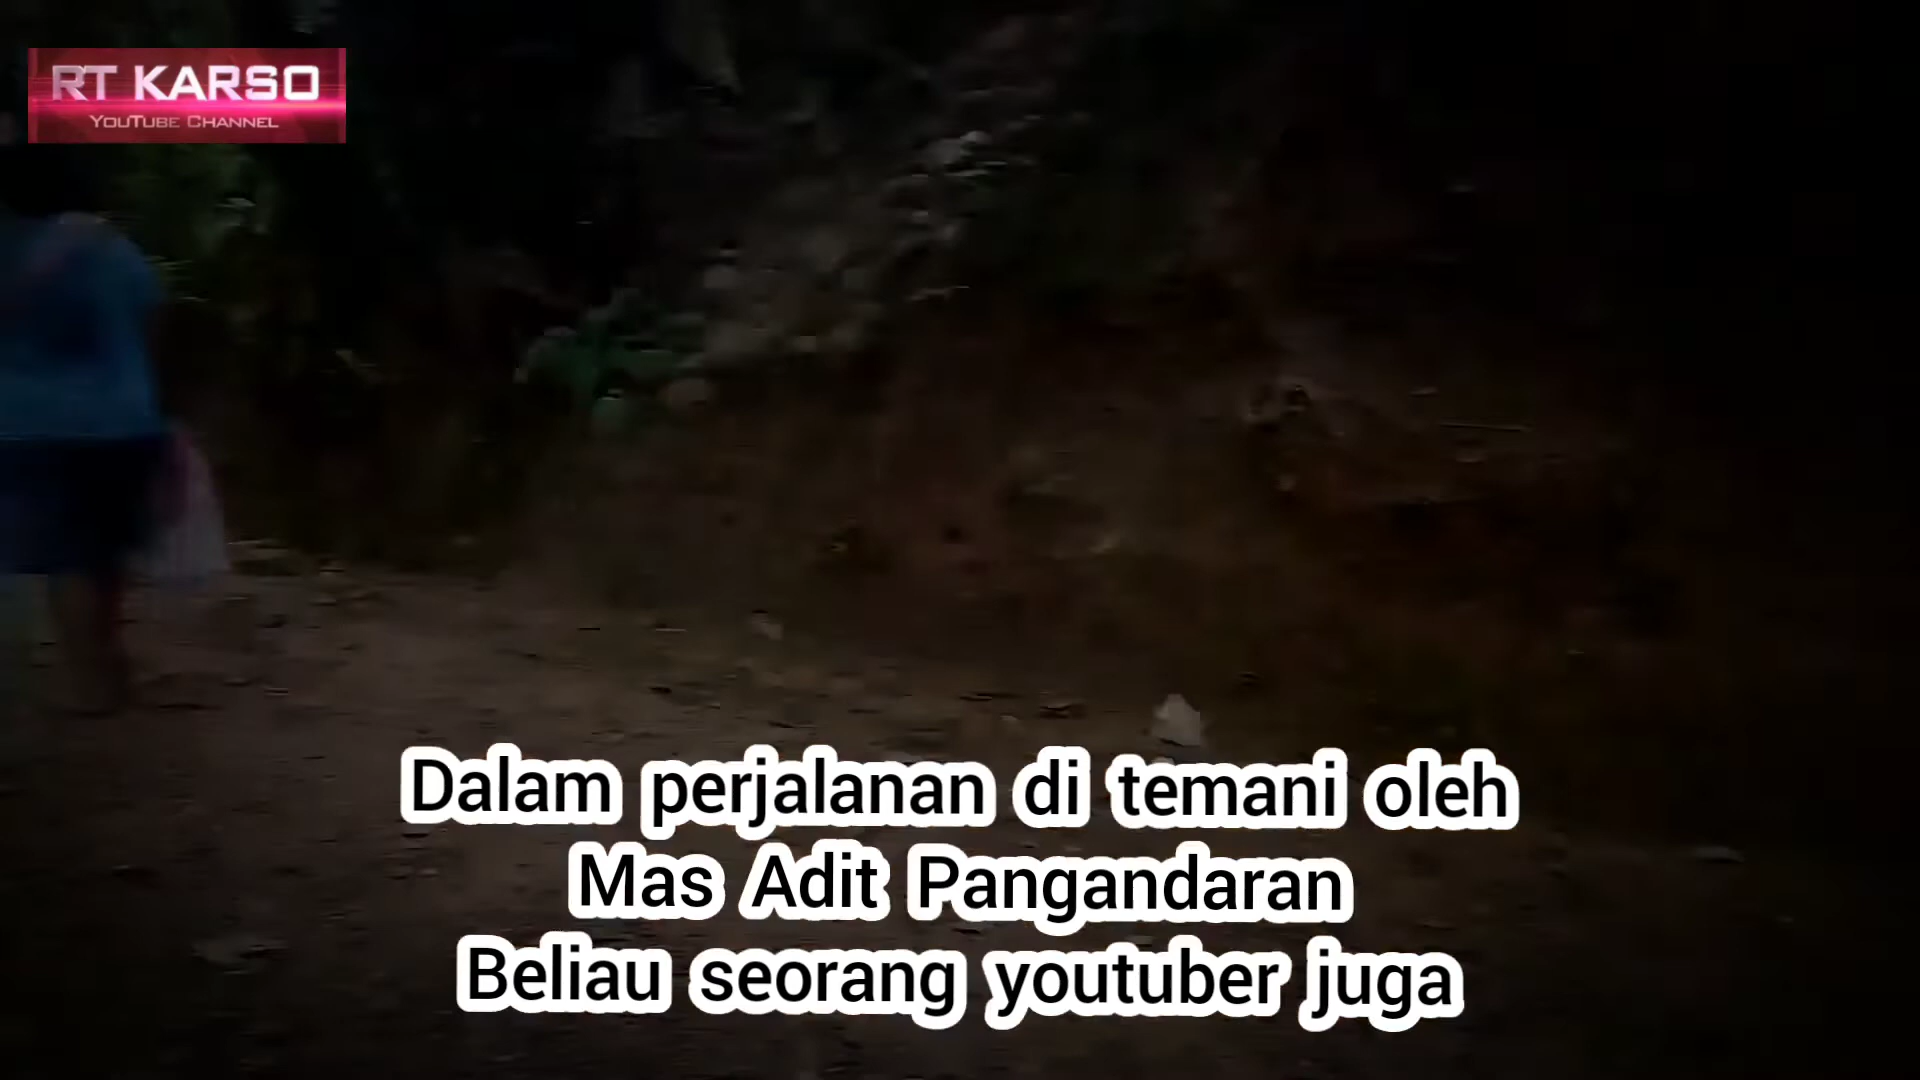 RT KARSO
YouTube Channel
Dalam perjalanan di temani oleh
Mas Adit Pangandaran
Beliau seorang youtuber juga